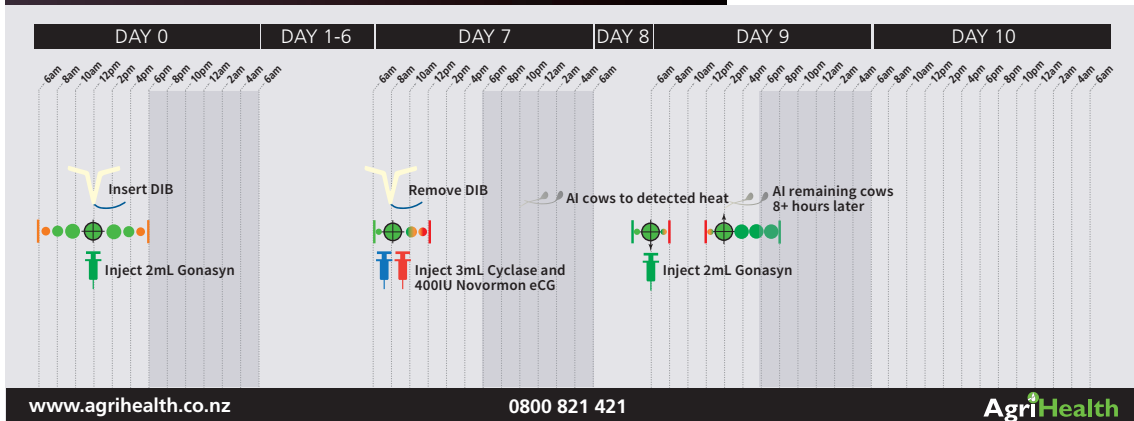 DAY 0 DAY 1-6 DAY 7 DAY 8 DAY 9 DAY 10
6am 8am 10am 12pm 2pm 4pm 6pm 8pm 10pm 12am 2am 4am 6am 6am 8am 10am 12pm 2pm 4pm 6pm 8pm 10pm 12am 2am 4am 6am 6am 8am 10am 12pm 2pm 4pm 6pm 8pm 10pm 12am 2am 4am 6am 8am 10am 12pm 2pm 4pm 6pm 8pm 10pm 12am 2am 4am 6am
Insert DIB
Inject 2mL Gonasyn
Remove DIB
Inject 3mL Cyclase and
400IU Novormon eCG
AI cows to detected heat
Inject 2mL Gonasyn
AI remaining cows
8+ hours later
www.agrihealth.co.nz
0800 821 421
AgriHealth